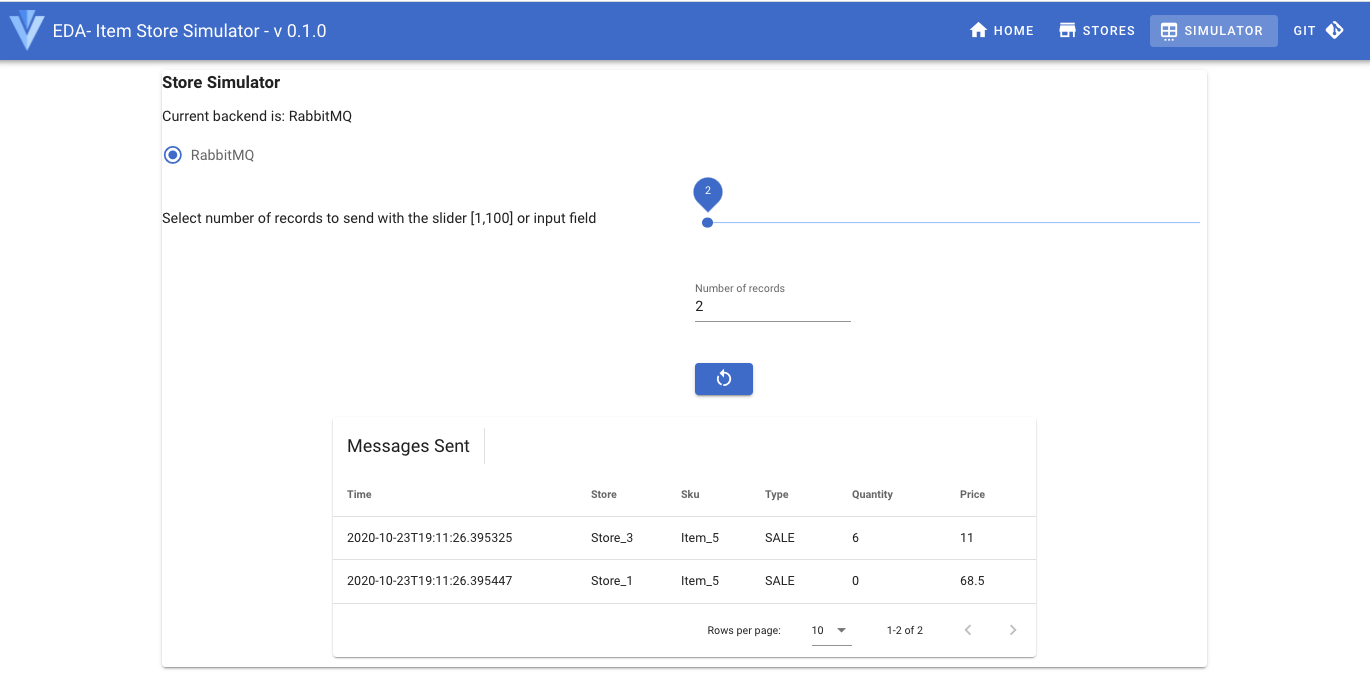 EDA- Item Store Simulator - v 0.1.0 HOME STORES SIMULATOR GIT
Store Simulator
Current backend is: RabbitMQ
RabbitMQ
2
Select number of records to send with the slider [1,100] or input field
Number of records
2
Messages Sent
Time Store Sku Type Quantity Price
2020-10-23T19:11:26.395325 Store_3 Item_5 SALE 6 11
2020-10-23T19:11:26.395447 Store_1 Item_5 SALE 0 68.5
Rows per page: 10 1-2 of 2